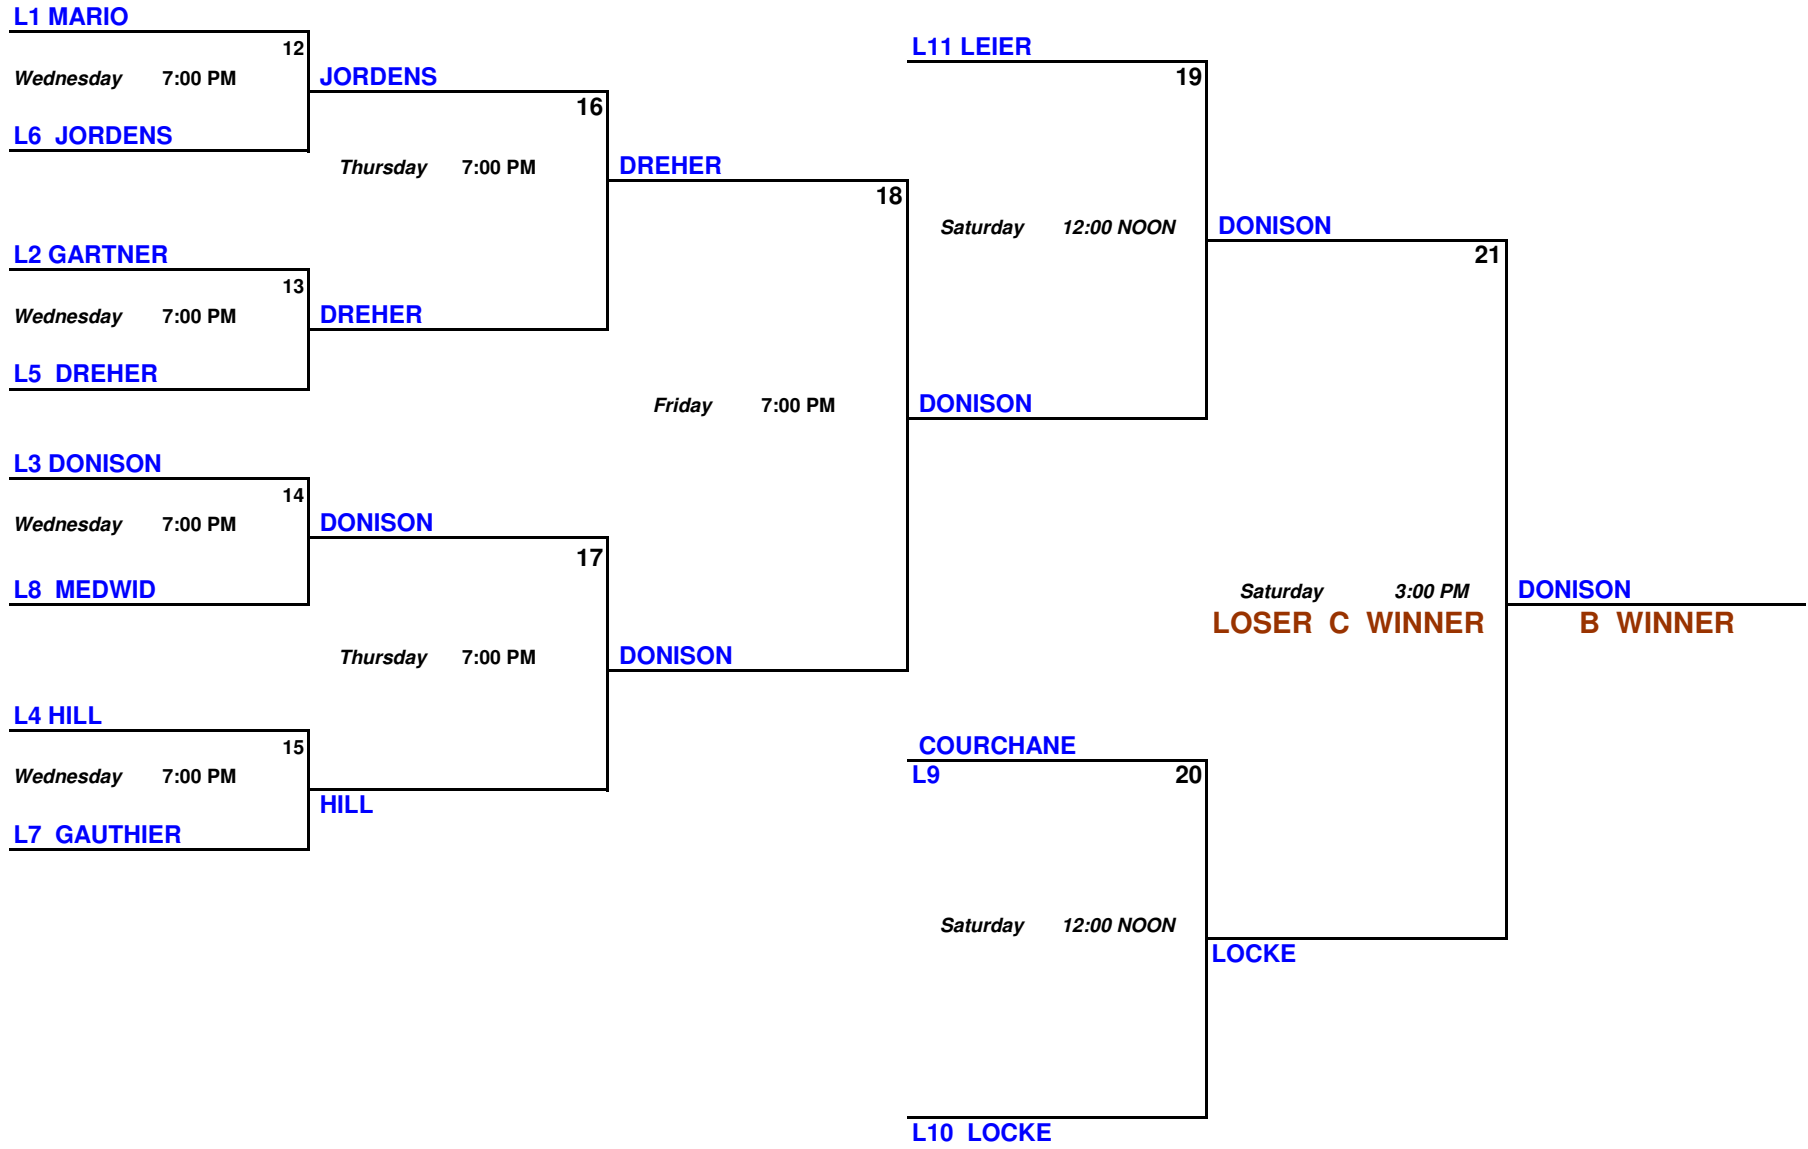 L1 MARIO
12
Wednesday 7:00 PM
JORDENS
L6 JORDENS
16
Thursday 7:00 PM
DREHER
L2 GARTNER
13
Wednesday 7:00 PM
DREHER
L5 DREHER
18
Friday 7:00 PM
DONISON
L3 DONISON
14
Wednesday 7:00 PM
DONISON
L8 MEDWID
17
Thursday 7:00 PM
DONISON
L4 HILL
15
Wednesday 7:00 PM
HILL
L7 GAUTHIER
L11 LEIER
19
Saturday 12:00 NOON
DONISON
21
Saturday 3:00 PM
LOSER C WINNER
DONISON
B WINNER
COURCHANE
L9
20
Saturday 12:00 NOON
LOCKE
L10 LOCKE